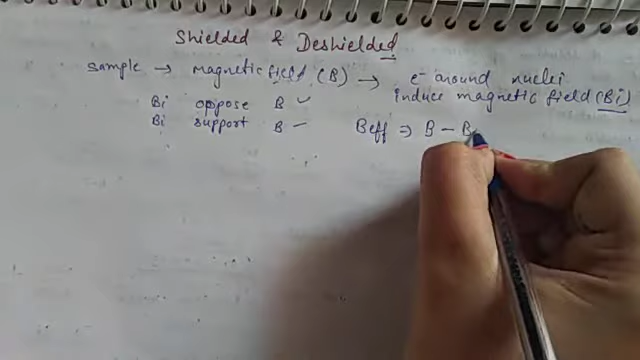 Shielded & Deshielded
Sample → magnetic field (B) → e⁻ around nuclei
induce magnetic field (Bi)
Bi oppose B ✓
Bi support B –
Beff ⇒ B – B